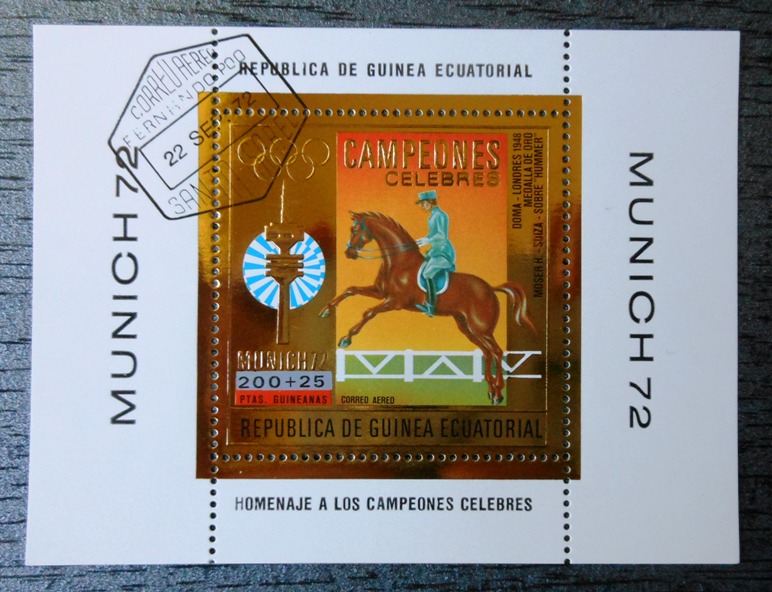 REPUBLICA DE GUINEA ECUATORIAL
CORREO AEREO
FERNANDO POO
22 SEP. 72
MUNICH 72
CAMPEONES
CELEBRES
DOMA - LONDRES 1948
MEDALLA DE ORO
MOSER H. - SUIZA - SOBRE "HUMMER"
MUNICH 72
MUNICH 72
200 + 25
PTAS. GUINEANAS
CORREO AEREO
REPUBLICA DE GUINEA ECUATORIAL
HOMENAJE A LOS CAMPEONES CELEBRES